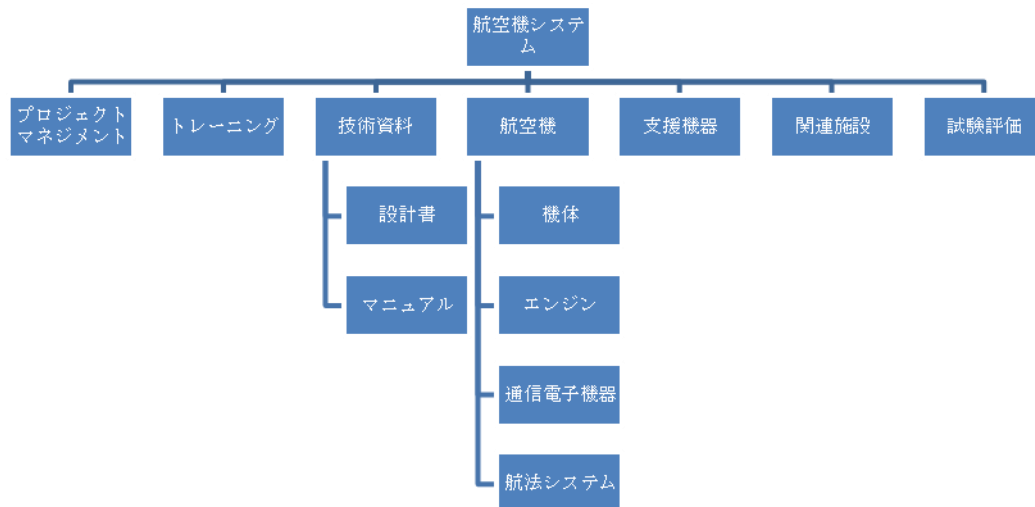 航空機システ
ム
プロジェクト
マネジメント
トレーニング
技術資料
航空機
支援機器
関連施設
試験評価
設計書
マニュアル
機体
エンジン
通信電子機器
航法システム